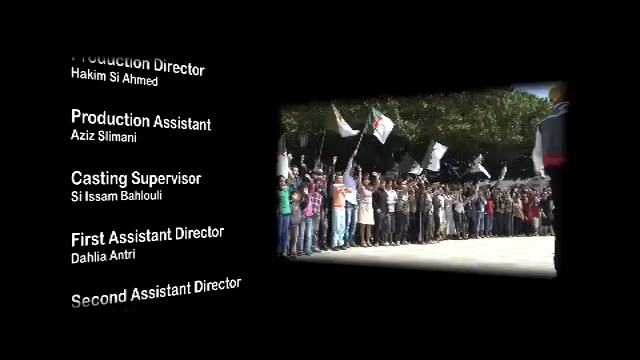 Production Director
Hakim Si Ahmed
Production Assistant
Aziz Slimani
Casting Supervisor
Si Issam Bahlouli
First Assistant Director
Dahlia Antri
Second Assistant Director